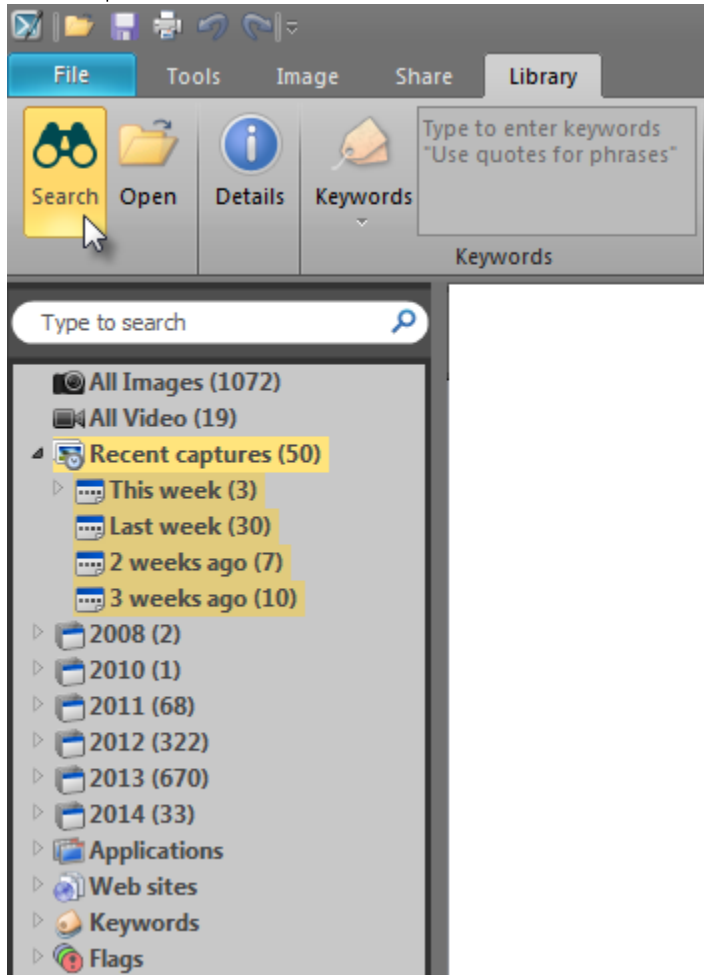 File Tools Image Share Library
Type to enter keywords
"Use quotes for phrases"
Search Open Details Keywords
Keywords
Type to search
All Images (1072)
All Video (19)
Recent captures (50)
This week (3)
Last week (30)
2 weeks ago (7)
3 weeks ago (10)
2008 (2)
2010 (1)
2011 (68)
2012 (322)
2013 (670)
2014 (33)
Applications
Web sites
Keywords
Flags